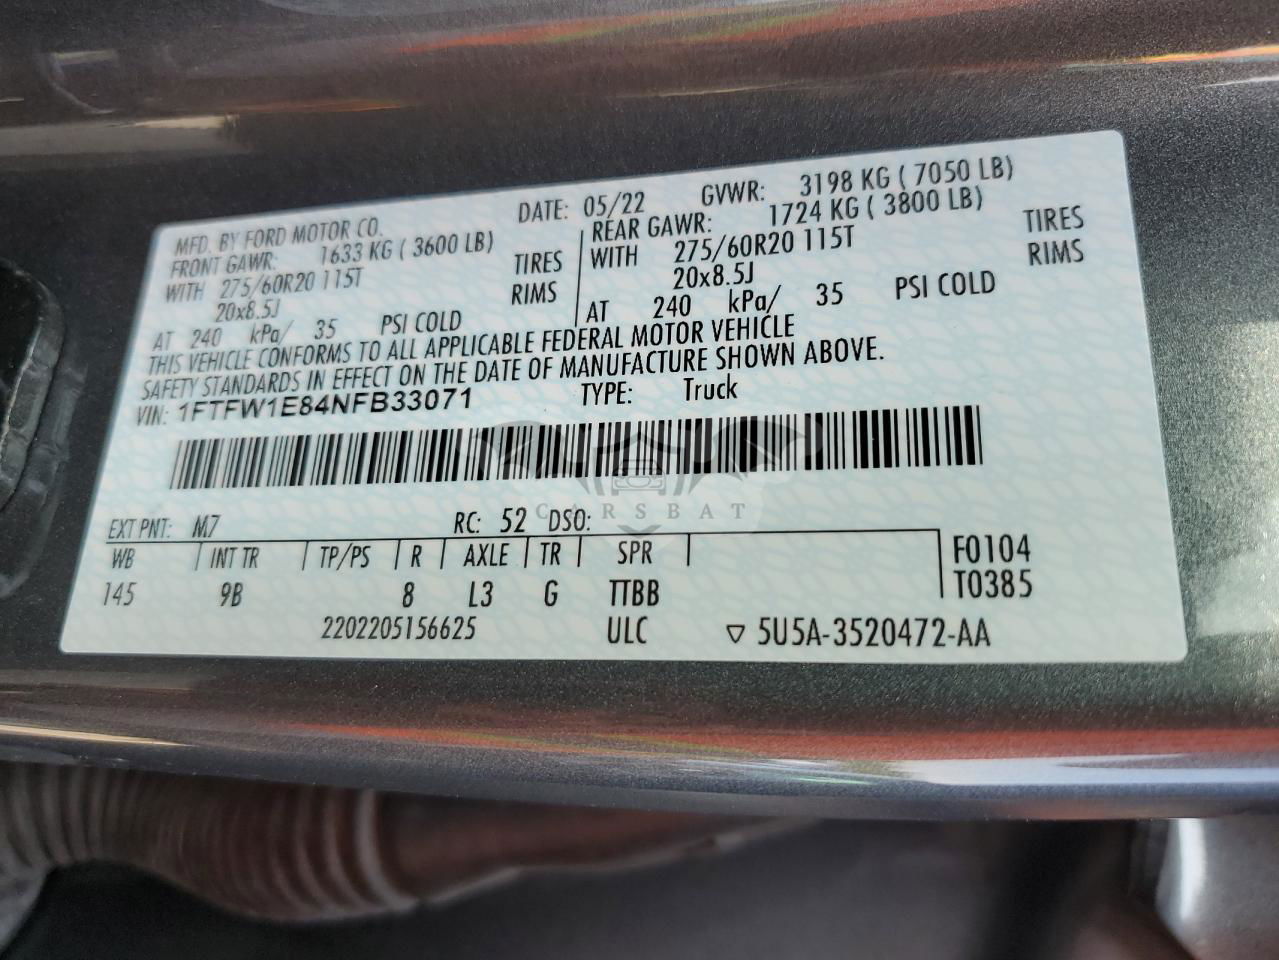 MFD. BY FORD MOTOR CO. DATE: 05/22 GVWR: 3198 KG ( 7050 LB)
FRONT GAWR: 1633 KG ( 3600 LB) REAR GAWR: 1724 KG ( 3800 LB)
WITH 275/60R20 115T TIRES WITH 275/60R20 115T TIRES
20x8.5J RIMS 20x8.5J RIMS
AT 240 kPa/ 35 PSI COLD AT 240 kPa/ 35 PSI COLD
THIS VEHICLE CONFORMS TO ALL APPLICABLE FEDERAL MOTOR VEHICLE
SAFETY STANDARDS IN EFFECT ON THE DATE OF MANUFACTURE SHOWN ABOVE.
VIN: 1FTFW1E84NFB33071 TYPE: Truck
CARSBAT
EXT PNT: M7 RC: 52 DSO:
WB INT TR TP/PS R AXLE TR SPR F0104
145 9B 8 L3 G TTBB T0385
2202205156625 ULC ▽ 5U5A-3520472-AA